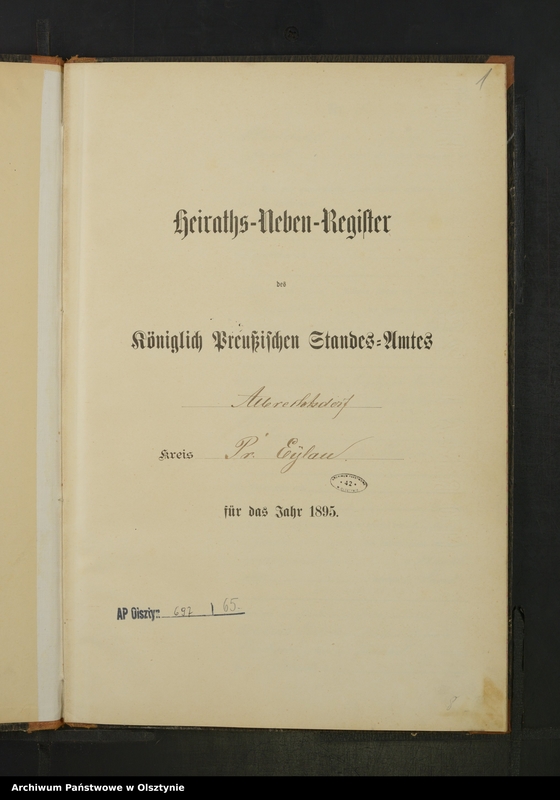 1
Heiraths-Neben-Register
des
Königlich Preußischen Standes-Amtes
Albrechtsdorf
Kreis Pr. Eylau.
42
für das Jahr 1895.
AP Olsztyn 697 / 65.
Archiwum Państwowe w Olsztynie